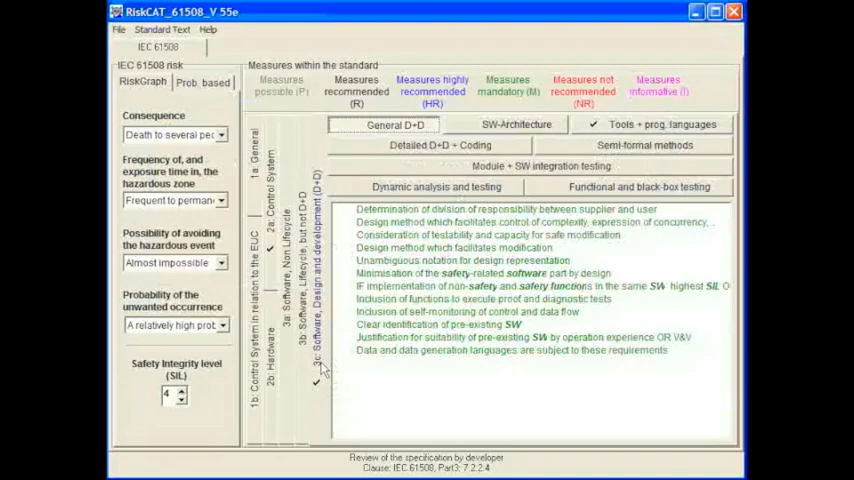 RiskCAT_61508_V 55e
File Standard Text Help
IEC 61508
IEC 61508 risk
RiskGraph
Prob. based
Consequence
Death to several peo
Frequency of, and
exposure time in, the
hazardous zone
Frequent to perman
Possibility of avoiding
the hazardous event
Almost impossible
Probability of the
unwanted occurrence
A relatively high prob
Safety Integrity level
(SIL)
4
Measures within the standard
Measures
possible (P)
Measures
recommended
(R)
Measures highly
recommended
(HR)
Measures
mandatory (M)
Measures not
recommended
(NR)
Measures
informative (I)
1a: General
1b: Control System in relation to the EUC
2a: Control System
2b: Hardware
3a: Software, Non Lifecycle
3b: Software, Lifecycle, but not D+D
3c: Software, Design and development (D+D)
General D+D
SW-Architecture
Tools + prog. languages
Detailed D+D + Coding
Semi-formal methods
Module + SW integration testing
Dynamic analysis and testing
Functional and black-box testing
Determination of division of responsibility between supplier and user
Design method which facilitates control of complexity, expression of concurrency, .
Consideration of testability and capacity for safe modification
Design method which facilitates modification
Unambiguous notation for design representation
Minimisation of the safety-related software part by design
IF implementation of non-safety and safety functions in the same SW highest SIL O
Inclusion of functions to execute proof and diagnostic tests
Inclusion of self-monitoring of control and data flow
Clear identification of pre-existing SW
Justification for suitability of pre-existing SW by operation experience OR V&V
Data and data generation languages are subject to these requirements
Review of the specification by developer
Clause: IEC 61508, Part3: 7.2.2.4